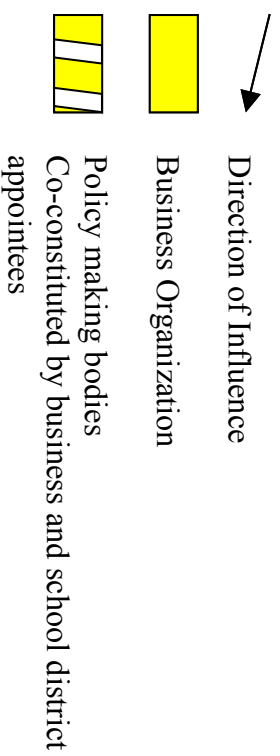 Direction of Influence
Business Organization
Policy making bodies
Co-constituted by business and school district
appointees